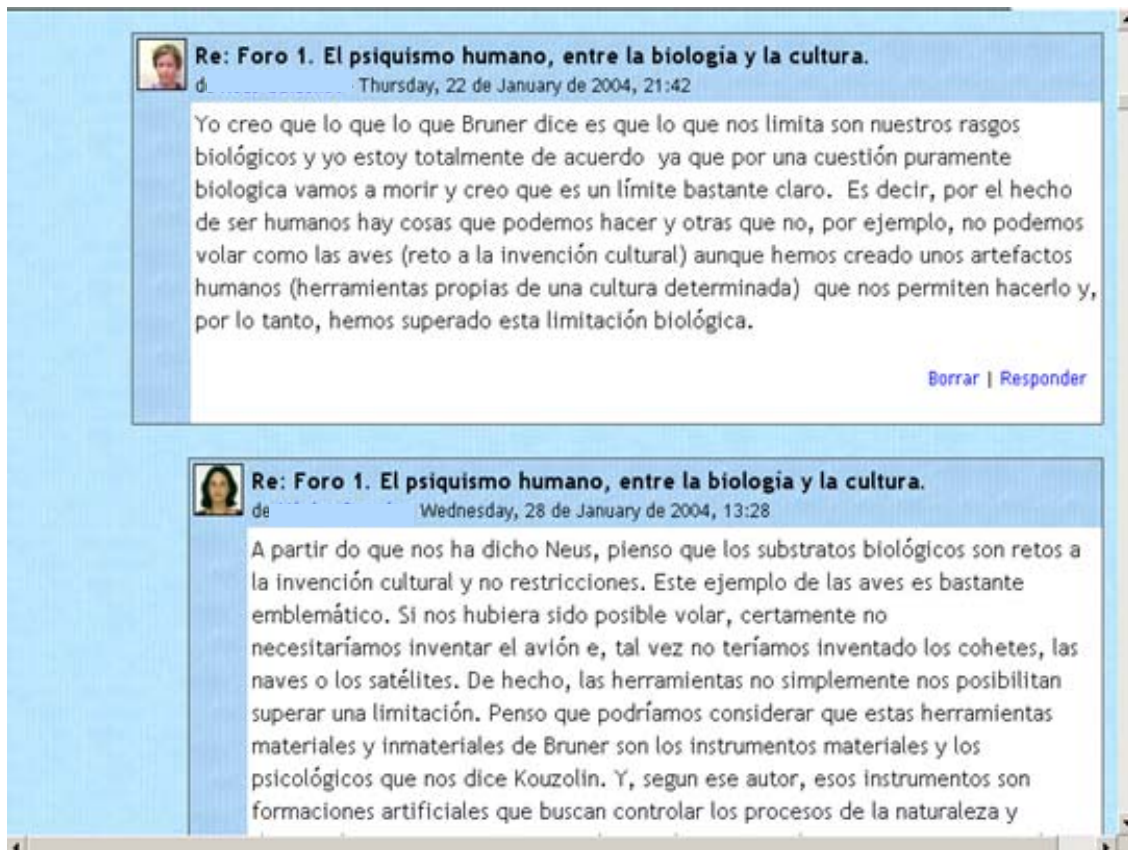 Re: Foro 1. El psiquismo humano, entre la biología y la cultura.
Thursday, 22 de January de 2004, 21:42
Yo creo que lo que lo que Bruner dice es que lo que nos limita son nuestros rasgos
biológicos y yo estoy totalmente de acuerdo ya que por una cuestión puramente
biologica vamos a morir y creo que es un límite bastante claro. Es decir, por el hecho
de ser humanos hay cosas que podemos hacer y otras que no, por ejemplo, no podemos
volar como las aves (reto a la invención cultural) aunque hemos creado unos artefactos
humanos (herramientas propias de una cultura determinada) que nos permiten hacerlo y,
por lo tanto, hemos superado esta limitación biológica.
Borrar | Responder
Re: Foro 1. El psiquismo humano, entre la biología y la cultura.
de Wednesday, 28 de January de 2004, 13:28
A partir do que nos ha dicho Neus, pienso que los substratos biológicos son retos a
la invención cultural y no restricciones. Este ejemplo de las aves es bastante
emblemático. Si nos hubiera sido posible volar, certamente no
necesitaríamos inventar el avión e, tal vez no teríamos inventado los cohetes, las
naves o los satélites. De hecho, las herramientas no simplemente nos posibilitan
superar una limitación. Penso que podríamos considerar que estas herramientas
materiales y inmateriales de Bruner son los instrumentos materiales y los
psicológicos que nos dice Kouzolin. Y, segun ese autor, esos instrumentos son
formaciones artificiales que buscan controlar los procesos de la naturaleza y